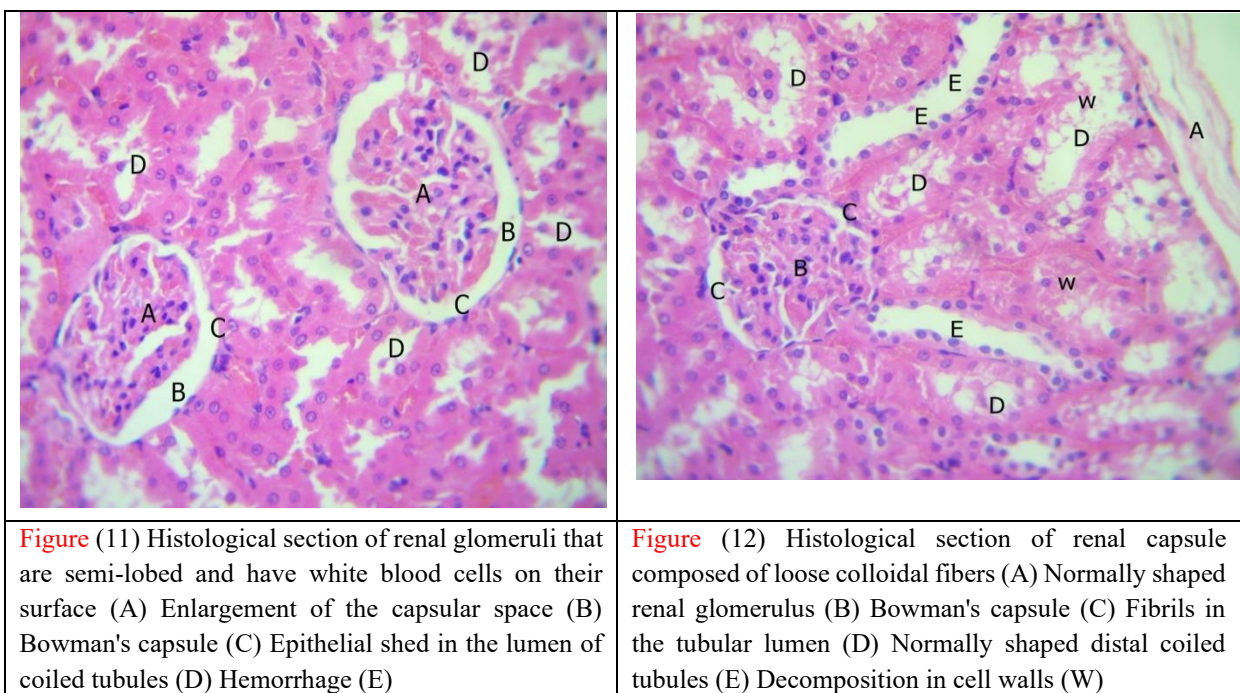 D
D
A
B
D
C
A
C
D
B
E
D
E
W
D
A
D
C
B
C
W
E
D
Figure (11) Histological section of renal glomeruli that
are semi-lobed and have white blood cells on their
surface (A) Enlargement of the capsular space (B)
Bowman's capsule (C) Epithelial shed in the lumen of
coiled tubules (D) Hemorrhage (E)
Figure (12) Histological section of renal capsule
composed of loose colloidal fibers (A) Normally shaped
renal glomerulus (B) Bowman's capsule (C) Fibrils in
the tubular lumen (D) Normally shaped distal coiled
tubules (E) Decomposition in cell walls (W)